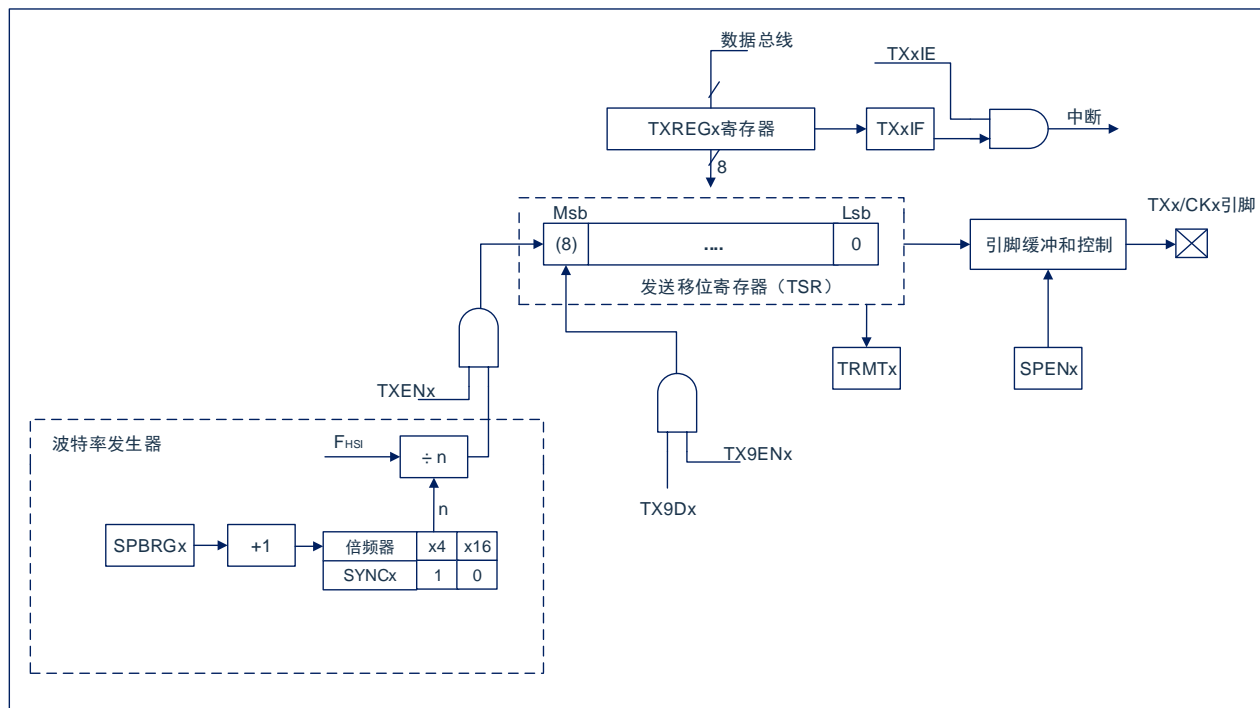 数据总线
TXxIE
TXREGx寄存器
TXxIF
中断
8
Msb
Lsb
TXx/CKx引脚
(8)
....
0
引脚缓冲和控制
发送移位寄存器（TSR）
TRMTx
SPENx
TXENx
波特率发生器
FHSI
÷ n
TX9ENx
n
TX9Dx
SPBRGx
+1
倍频器 x4 x16
SYNCx 1 0